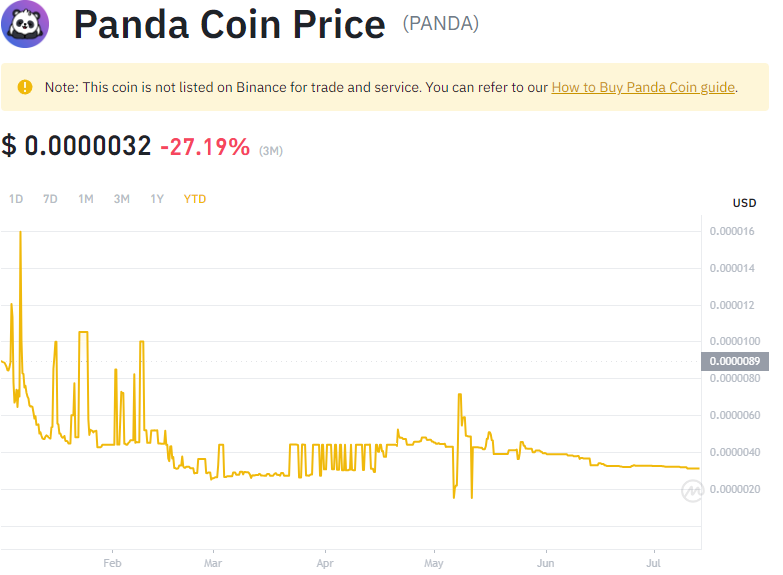 Panda Coin Price (PANDA)
Note: This coin is not listed on Binance for trade and service. You can refer to our How to Buy Panda Coin guide.
$ 0.0000032 -27.19% (3M)
1D 7D 1M 3M 1Y YTD
USD
0.000016
0.000014
0.000012
0.0000100
0.0000089
0.0000080
0.0000060
0.0000040
0.0000020
Feb Mar Apr May Jun Jul